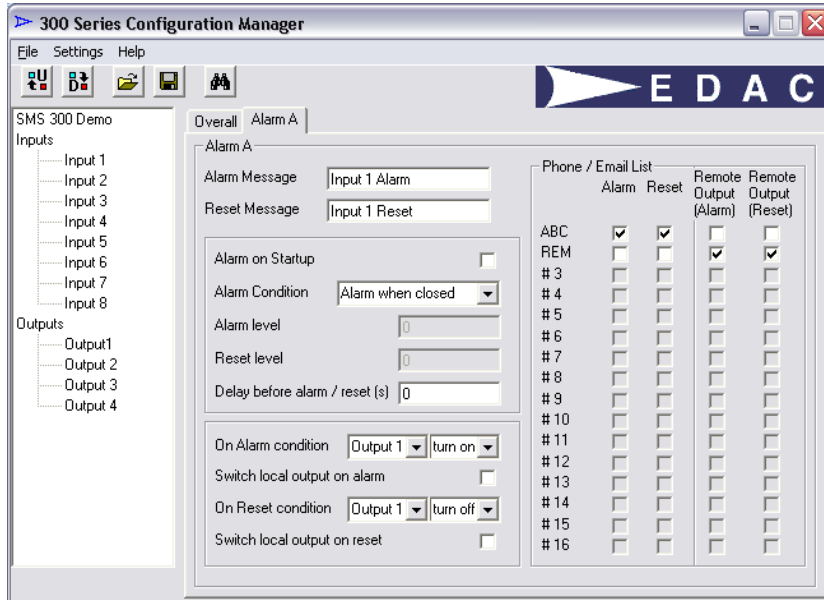 300 Series Configuration Manager
File Settings Help
EDAC
SMS 300 Demo
Inputs
Input 1
Input 2
Input 3
Input 4
Input 5
Input 6
Input 7
Input 8
Outputs
Output1
Output 2
Output 3
Output 4
Overall Alarm A
Alarm A
Alarm Message Input 1 Alarm
Reset Message Input 1 Reset
Alarm on Startup
Alarm Condition Alarm when closed
Alarm level 0
Reset level 0
Delay before alarm / reset (s) 0
On Alarm condition Output 1 turn on
Switch local output on alarm
On Reset condition Output 1 turn off
Switch local output on reset
Phone / Email List
Alarm Reset Remote Output (Alarm) Remote Output (Reset)
ABC
REM
# 3
# 4
# 5
# 6
# 7
# 8
# 9
# 10
# 11
# 12
# 13
# 14
# 15
# 16